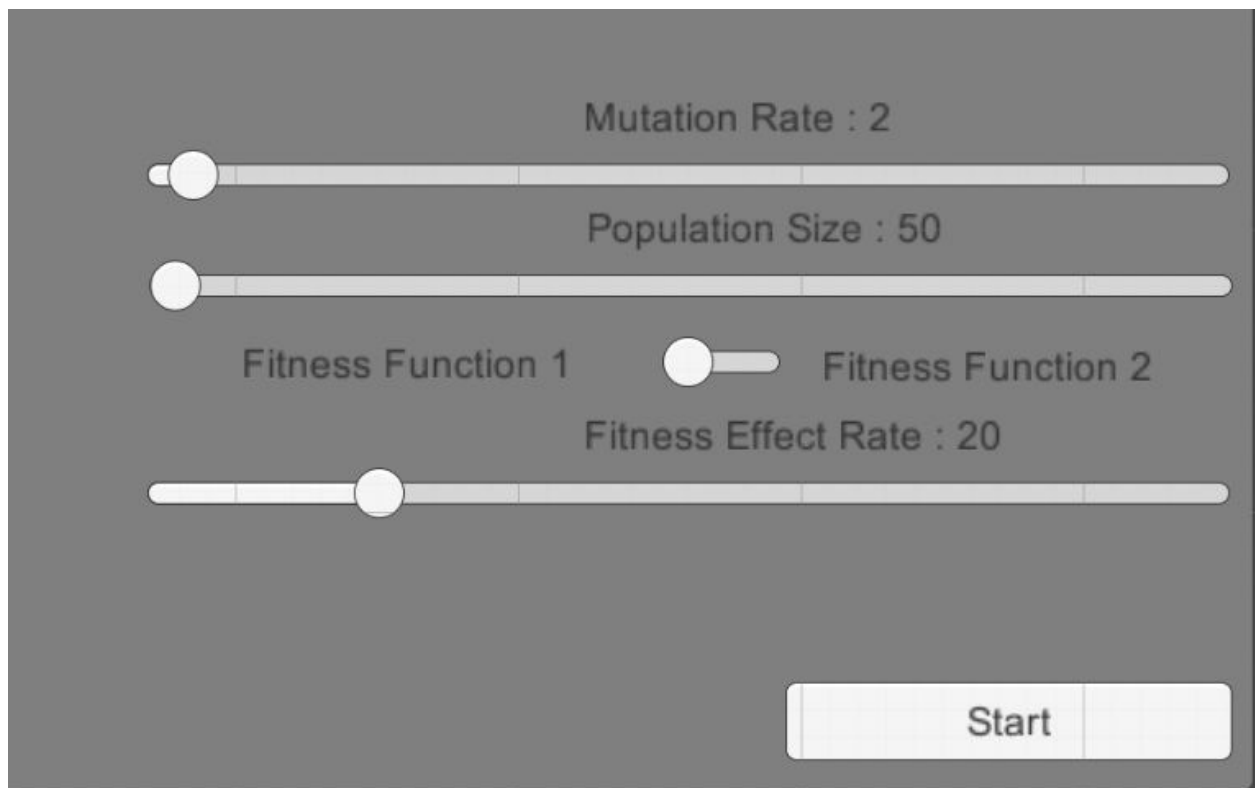 Mutation Rate : 2
Population Size : 50
Fitness Function 1
Fitness Function 2
Fitness Effect Rate : 20
Start